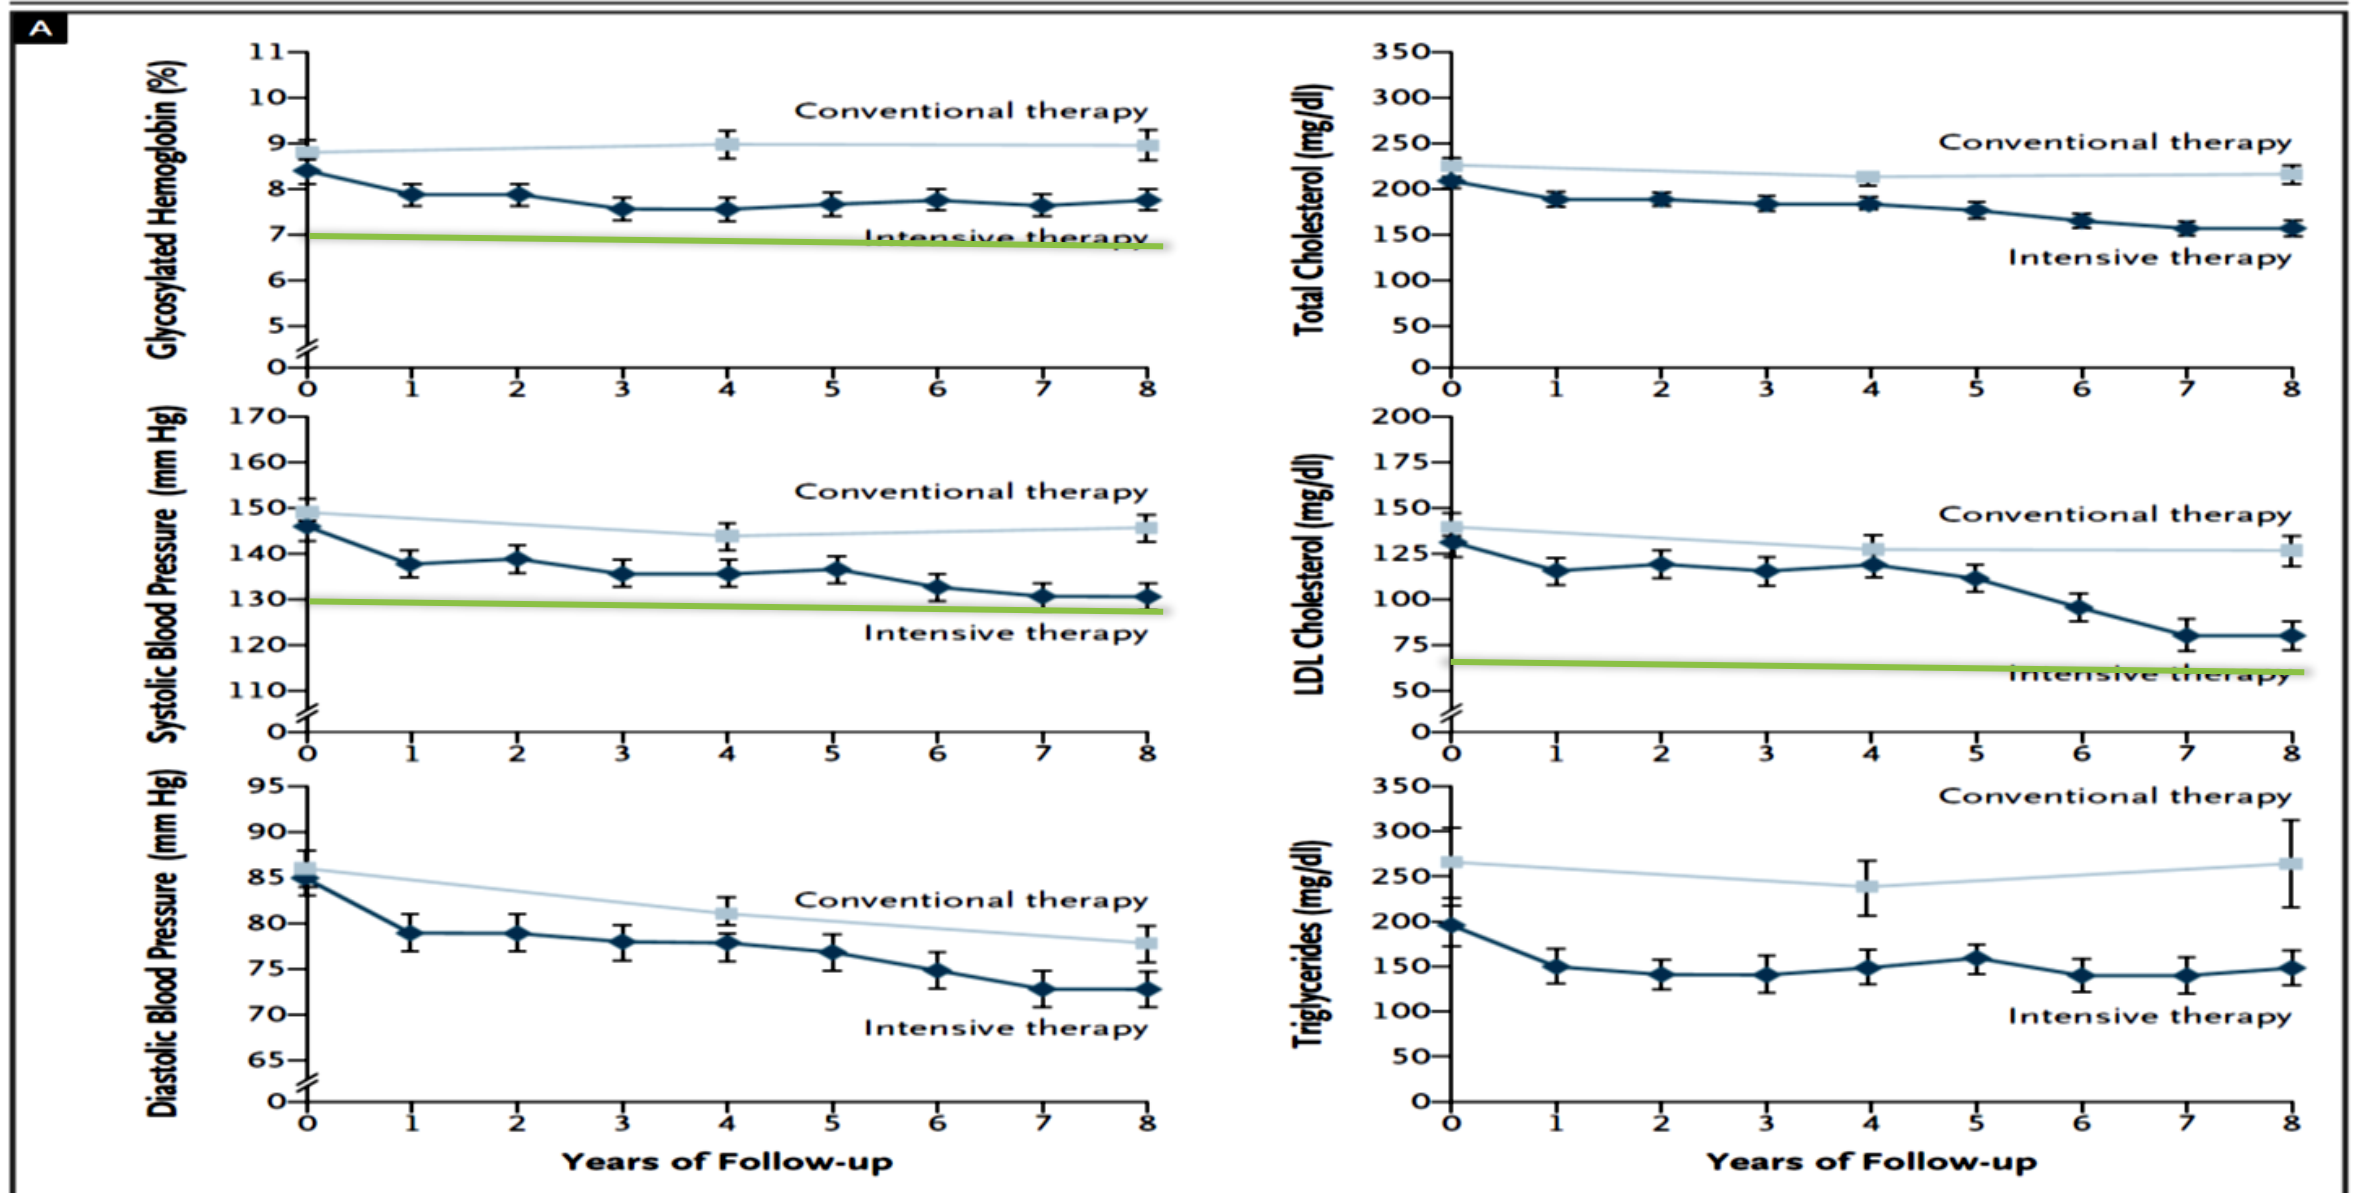 A
Glycosylated Hemoglobin (%)
11
10
9
8
7
6
5
0
Conventional therapy
Intensive therapy
0 1 2 3 4 5 6 7 8
Systolic Blood Pressure (mm Hg)
170
160
150
140
130
120
110
0
Conventional therapy
Intensive therapy
0 1 2 3 4 5 6 7 8
Diastolic Blood Pressure (mm Hg)
95
90
85
80
75
70
65
0
Conventional therapy
Intensive therapy
0 1 2 3 4 5 6 7 8
Years of Follow-up
Total Cholesterol (mg/dl)
350
300
250
200
150
100
50
0
Conventional therapy
Intensive therapy
0 1 2 3 4 5 6 7 8
LDL Cholesterol (mg/dl)
200
175
150
125
100
75
50
0
Conventional therapy
Intensive therapy
0 1 2 3 4 5 6 7 8
Triglycerides (mg/dl)
350
300
250
200
150
100
50
0
Conventional therapy
Intensive therapy
0 1 2 3 4 5 6 7 8
Years of Follow-up